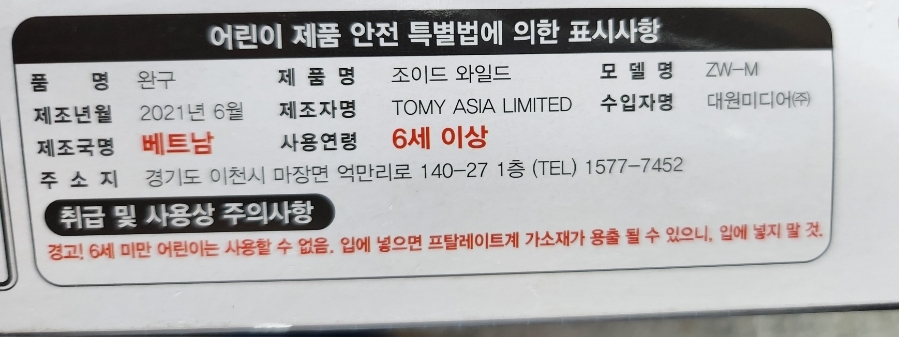 어린이 제품 안전 특별법에 의한 표시사항
품 명 완구 제 품 명 조이드 와일드 모 델 명 ZW-M
제조년월 2021년 6월 제조자명 TOMY ASIA LIMITED 수입자명 대원미디어㈜
제조국명 베트남 사용연령 6세 이상
주 소 지 경기도 이천시 마장면 억만리로 140-27 1층 (TEL) 1577-7452
취급 및 사용상 주의사항
경고! 6세 미만 어린이는 사용할 수 없음. 입에 넣으면 프탈레이트계 가소재가 용출 될 수 있으니, 입에 넣지 말 것.